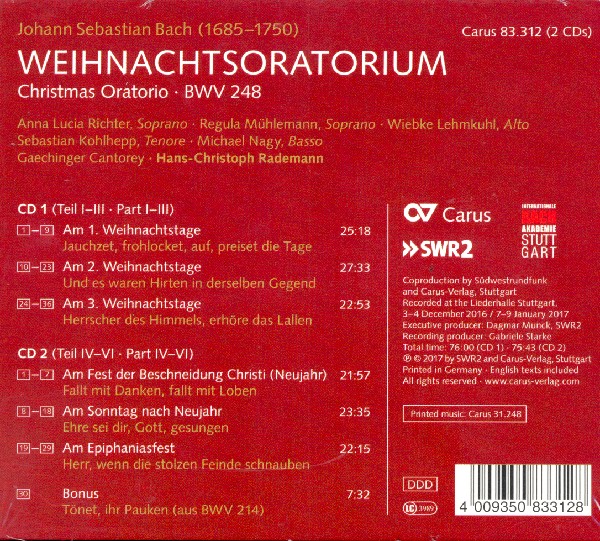 Johann Sebastian Bach (1685–1750)
Carus 83.312 (2 CDs)
WEIHNACHTSORATORIUM
Christmas Oratorio · BWV 248
Anna Lucia Richter, Soprano · Regula Mühlemann, Soprano · Wiebke Lehmkuhl, Alto
Sebastian Kohlhepp, Tenore · Michael Nagy, Basso
Gaechinger Cantorey · Hans-Christoph Rademann
CD 1 (Teil I–III · Part I–III)
1–9 Am 1. Weihnachtstage 25:18
Jauchzet, frohlocket, auf, preiset die Tage
10–23 Am 2. Weihnachtstage 27:33
Und es waren Hirten in derselben Gegend
24–36 Am 3. Weihnachtstage 22:53
Herrscher des Himmels, erhöre das Lallen
CD 2 (Teil IV–VI · Part IV–VI)
1–7 Am Fest der Beschneidung Christi (Neujahr) 21:57
Fallt mit Danken, fallt mit Loben
8–18 Am Sonntag nach Neujahr 23:35
Ehre sei dir, Gott, gesungen
19–29 Am Epiphaniasfest 22:15
Herr, wenn die stolzen Feinde schnauben
30 Bonus 7:32
Tönet, ihr Pauken (aus BWV 214)
Carus
SWR2
INTERNATIONALE
BACH
AKADEMIE
STUTT
GART
Coproduction by Südwestrundfunk
and Carus-Verlag, Stuttgart
Recorded at the Liederhalle Stuttgart,
3–4 December 2016 / 7–9 January 2017
Executive producer: Dagmar Munck, SWR2
Recording producer: Gabriele Starke
Total time: 76:00 (CD 1) · 75:43 (CD 2)
℗ © 2017 by SWR2 and Carus-Verlag, Stuttgart
Printed in Germany · English texts included
All rights reserved · www.carus-verlag.com
Printed music: Carus 31.248
DDD
LC 3989
4 009350 833128